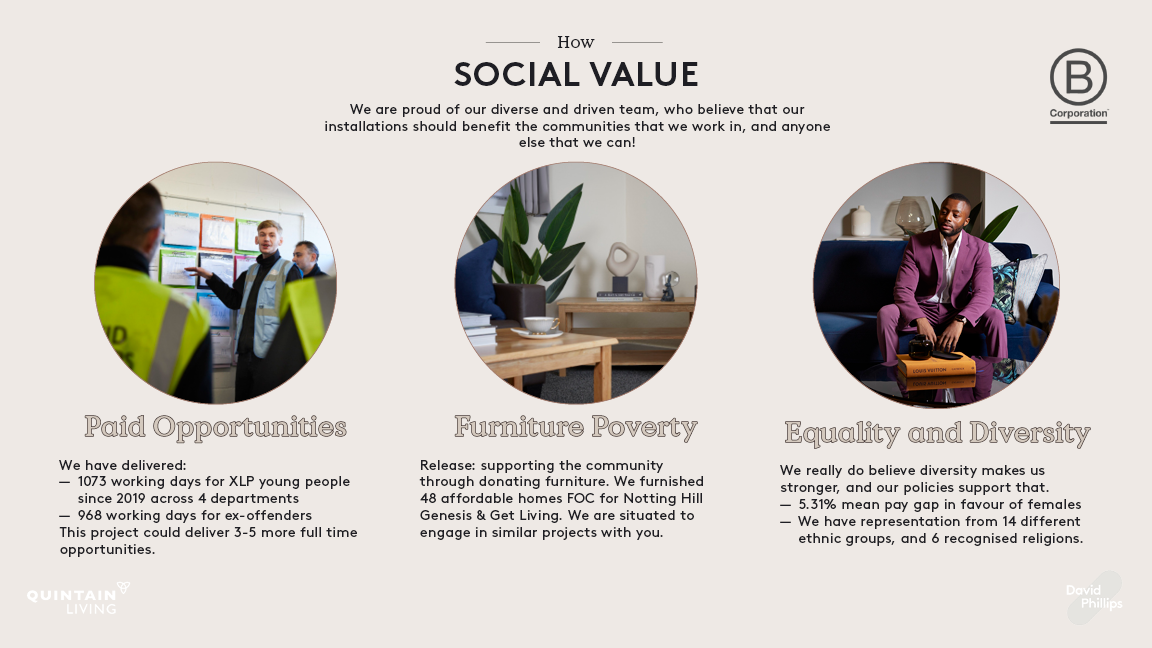 How
SOCIAL VALUE
We are proud of our diverse and driven team, who believe that our
installations should benefit the communities that we work in, and anyone
else that we can!
B
Corporation
Paid Opportunities
We have delivered:
— 1073 working days for XLP young people
since 2019 across 4 departments
— 968 working days for ex-offenders
This project could deliver 3-5 more full time
opportunities.
Furniture Poverty
Release: supporting the community
through donating furniture. We furnished
48 affordable homes FOC for Notting Hill
Genesis & Get Living. We are situated to
engage in similar projects with you.
LOUIS VUITTON
Equality and Diversity
We really do believe diversity makes us
stronger, and our policies support that.
— 5.31% mean pay gap in favour of females
— We have representation from 14 different
ethnic groups, and 6 recognised religions.
QUINTAIN
LIVING
David
Phillips